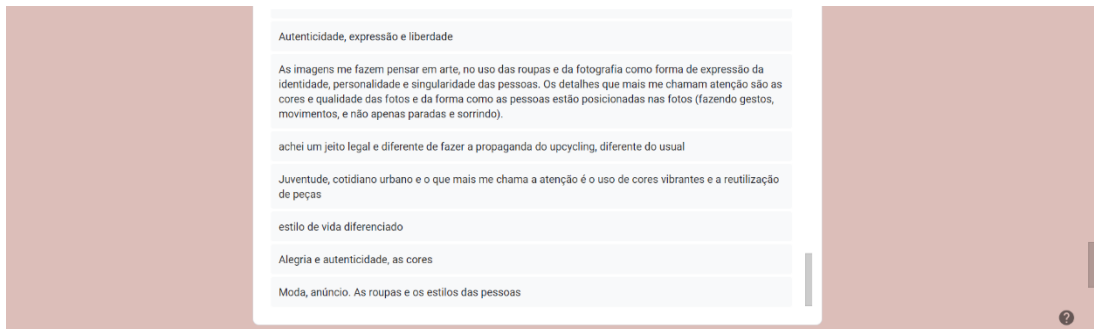 Autenticidade, expressão e liberdade
As imagens me fazem pensar em arte, no uso das roupas e da fotografia como forma de expressão da
identidade, personalidade e singularidade das pessoas. Os detalhes que mais me chamam atenção são as
cores e qualidade das fotos e da forma como as pessoas estão posicionadas nas fotos (fazendo gestos,
movimentos, e não apenas paradas e sorrindo).
achei um jeito legal e diferente de fazer a propaganda do upcycling, diferente do usual
Juventude, cotidiano urbano e o que mais me chama a atenção é o uso de cores vibrantes e a reutilização
de peças
estilo de vida diferenciado
Alegria e autenticidade, as cores
Moda, anúncio. As roupas e os estilos das pessoas